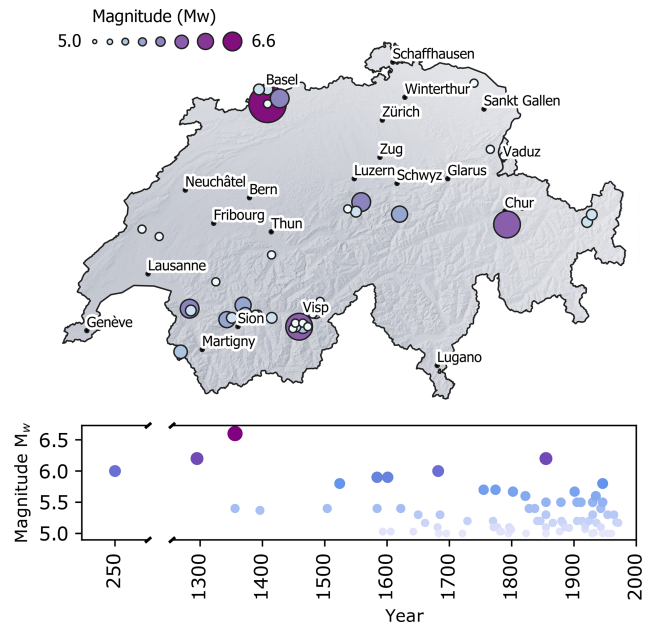 Magnitude (Mw)
5.0 6.6
Schaffhausen
Basel
Winterthur
Sankt Gallen
Zürich
Zug
Vaduz
Luzern
Schwyz
Glarus
Neuchâtel
Bern
Chur
Fribourg
Thun
Lausanne
Visp
Genève
Sion
Martigny
Lugano
Magnitude Mw
6.5
6.0
5.5
5.0
250 1300 1400 1500 1600 1700 1800 1900 2000
Year